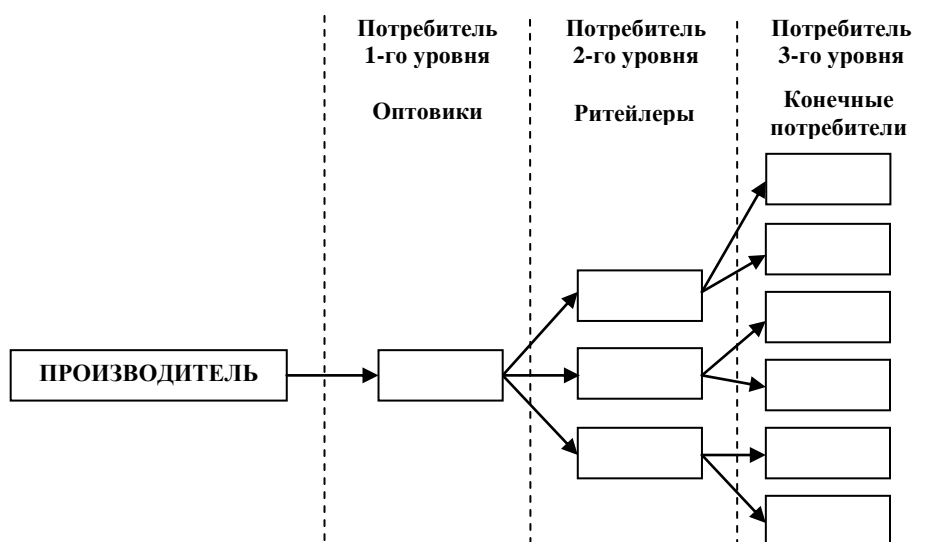 Потребитель
1-го уровня
Оптовики
Потребитель
2-го уровня
Ритейлеры
Потребитель
3-го уровня
Конечные
потребители
ПРОИЗВОДИТЕЛЬ